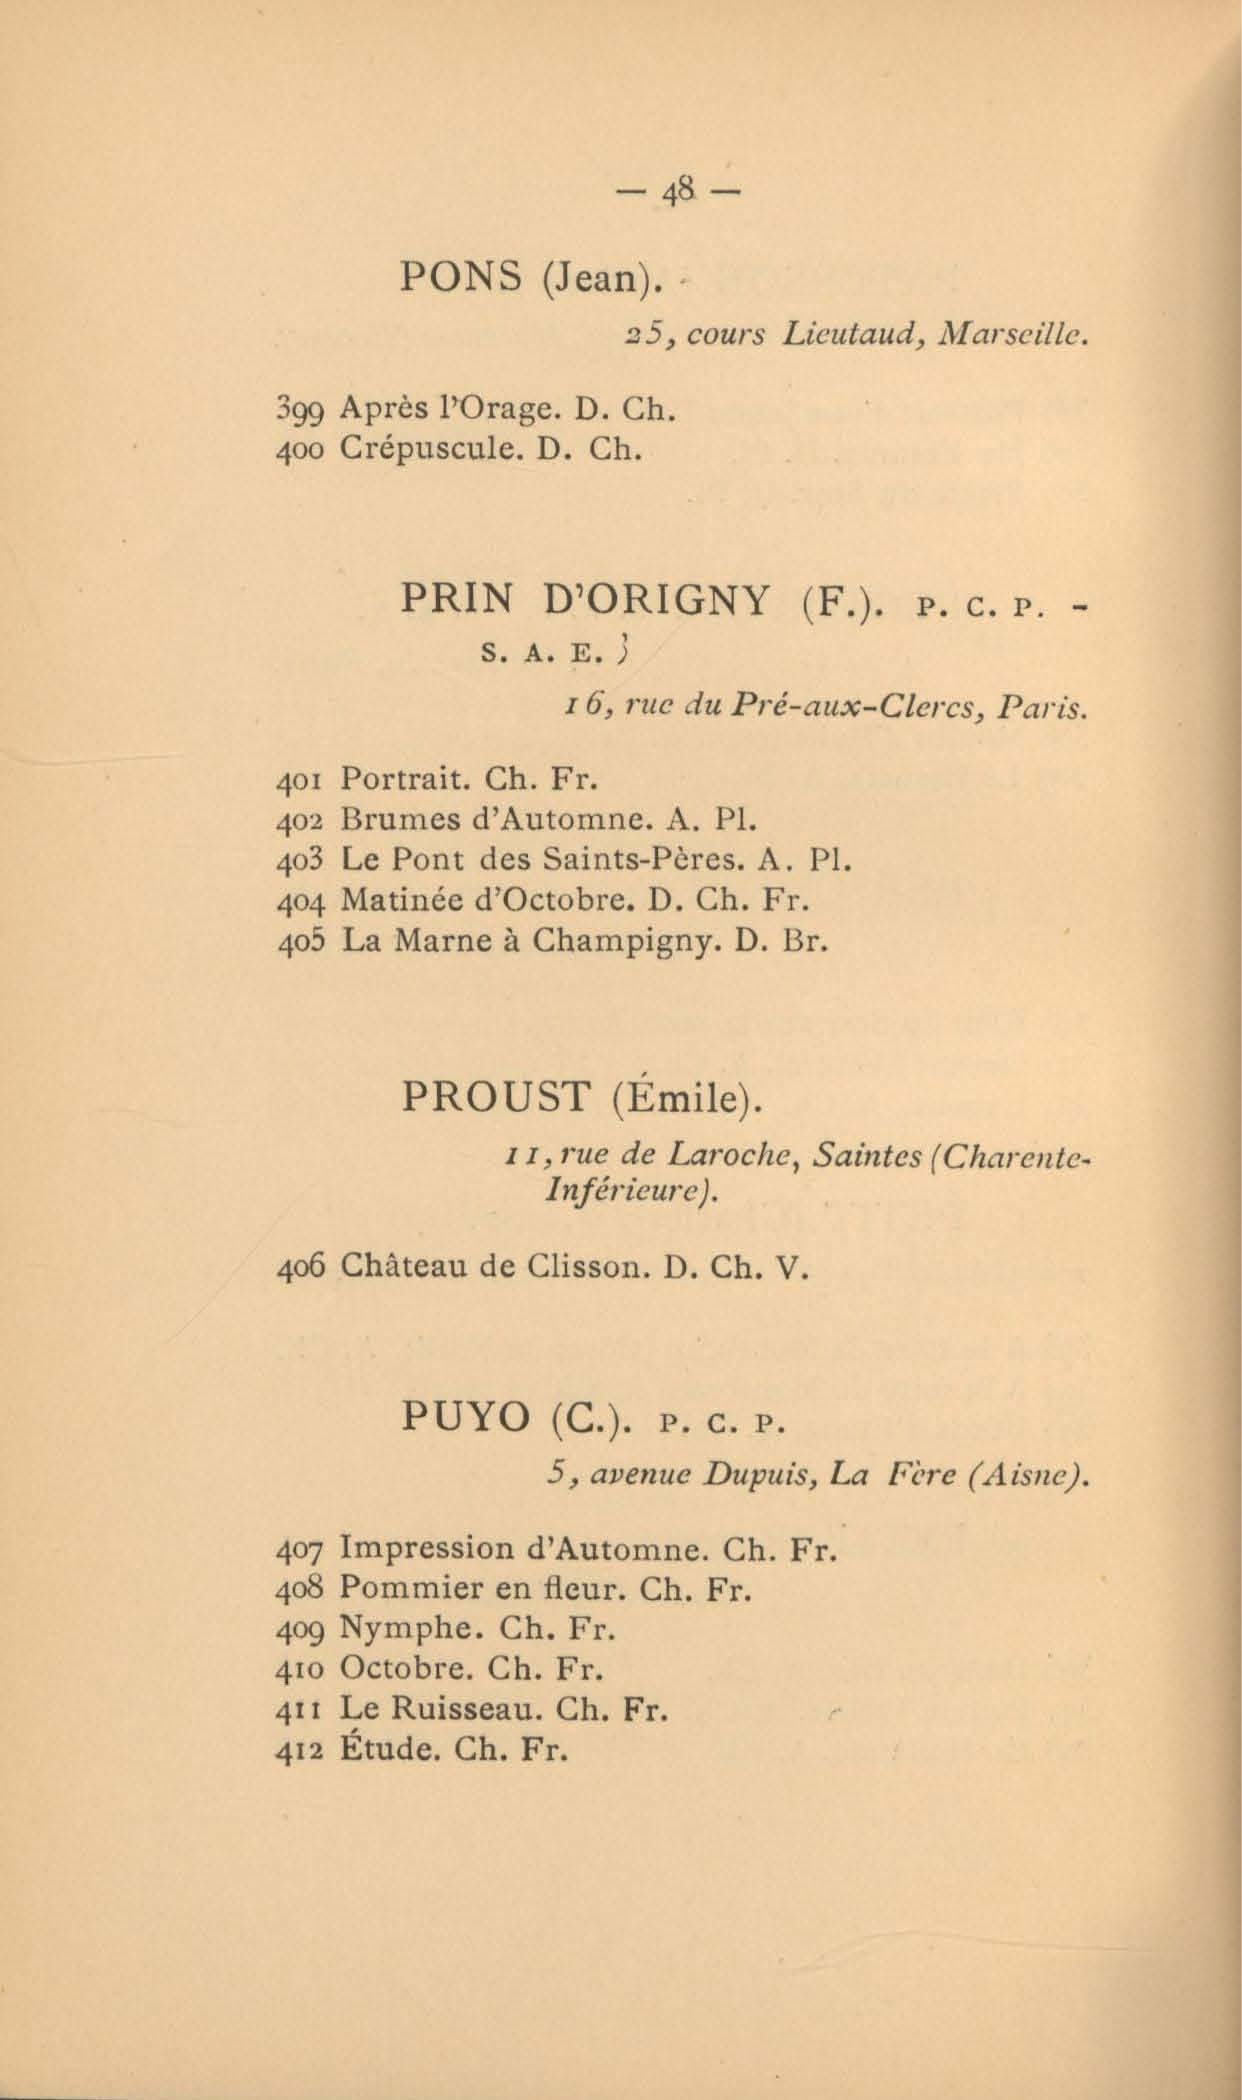 — 48 —
PONS (Jean).
25, cours Lieutaud, Marseille.
399 Après l'Orage. D. Ch.
400 Crépuscule. D. Ch.
PRIN D'ORIGNY (F.). P. C. P. -
S. A. E. }
16, rue du Pré-aux-Clercs, Paris.
401 Portrait. Ch. Fr.
402 Brumes d'Automne. A. Pl.
403 Le Pont des Saints-Pères. A. Pl.
404 Matinée d'Octobre. D. Ch. Fr.
405 La Marne à Champigny. D. Br.
PROUST (Émile).
11, rue de Laroche, Saintes (Charente-
Inférieure).
406 Château de Clisson. D. Ch. V.
PUYO (C.). P. C. P.
5, avenue Dupuis, La Fère (Aisne).
407 Impression d'Automne. Ch. Fr.
408 Pommier en fleur. Ch. Fr.
409 Nymphe. Ch. Fr.
410 Octobre. Ch. Fr.
411 Le Ruisseau. Ch. Fr.
412 Étude. Ch. Fr.